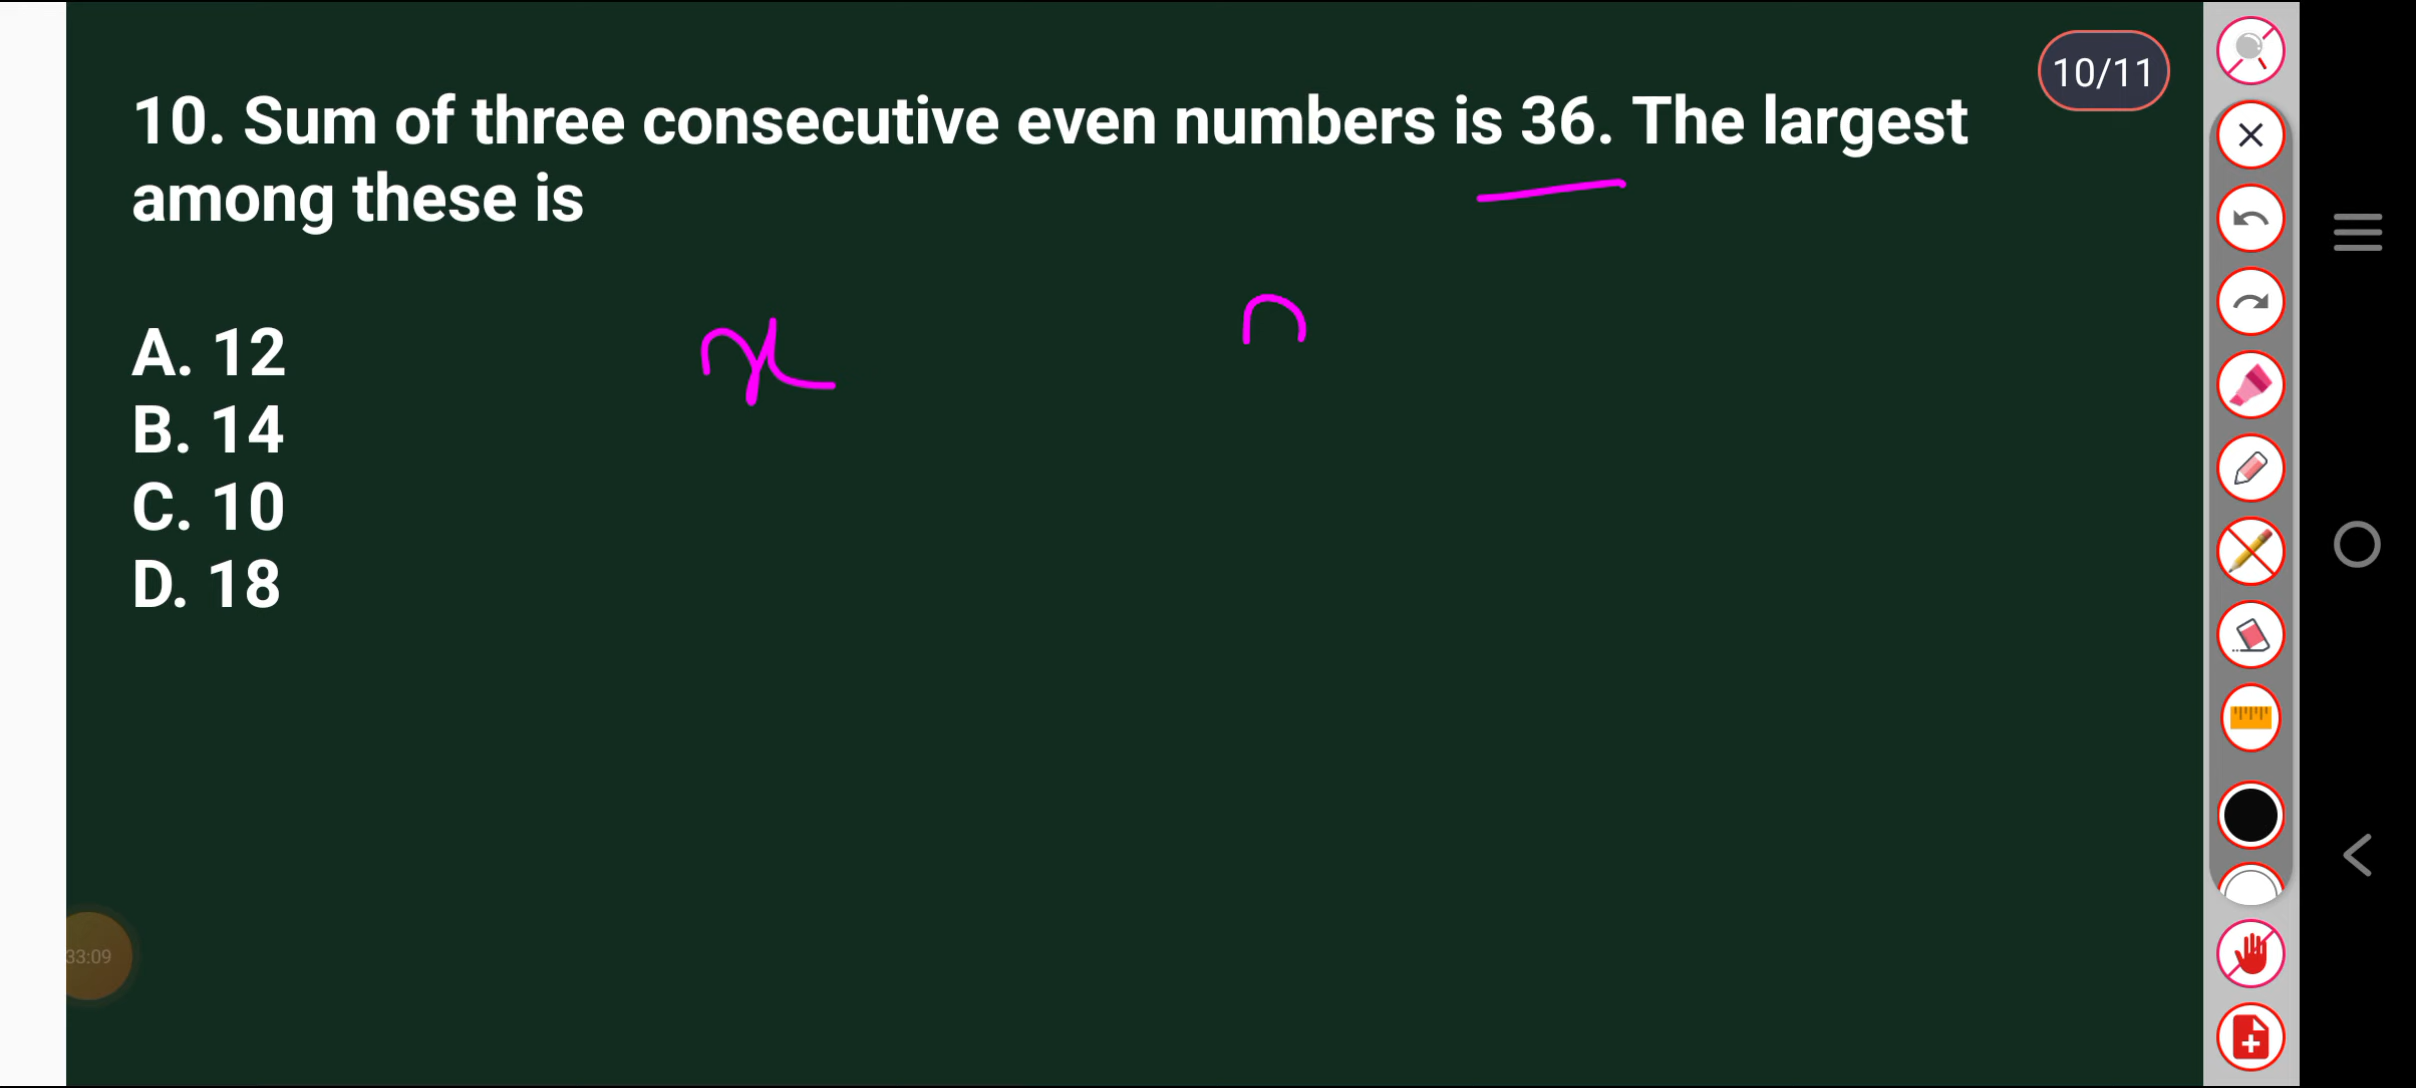 10/11
10. Sum of three consecutive even numbers is 36. The largest
among these is
A. 12
x
B. 14
C. 10
D. 18
33:09